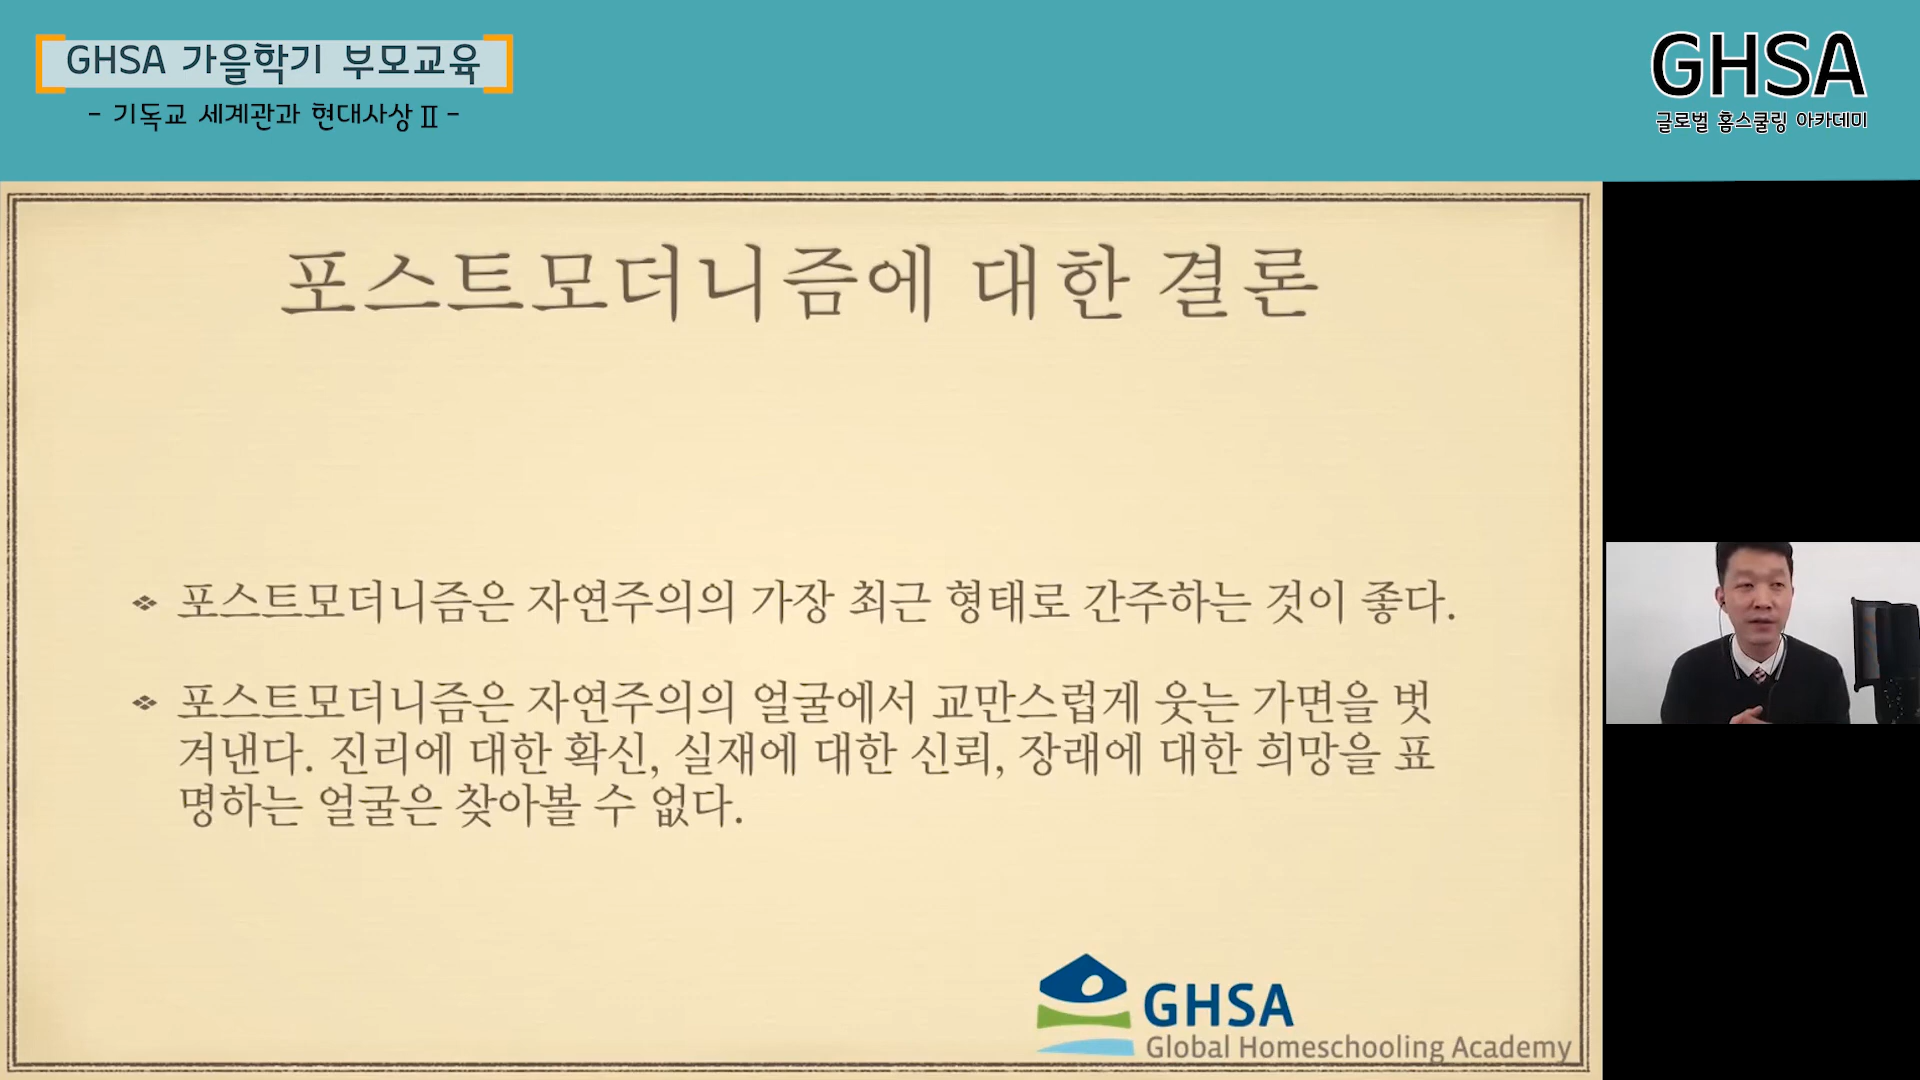 GHSA 가을학기 부모교육
- 기독교 세계관과 현대사상 Ⅱ -
GHSA
글로벌 홈스쿨링 아카데미
포스트모더니즘에 대한 결론
❖ 포스트모더니즘은 자연주의의 가장 최근 형태로 간주하는 것이 좋다.
❖ 포스트모더니즘은 자연주의의 얼굴에서 교만스럽게 웃는 가면을 벗
겨낸다. 진리에 대한 확신, 실재에 대한 신뢰, 장래에 대한 희망을 표
명하는 얼굴은 찾아볼 수 없다.
GHSA
Global Homeschooling Academy